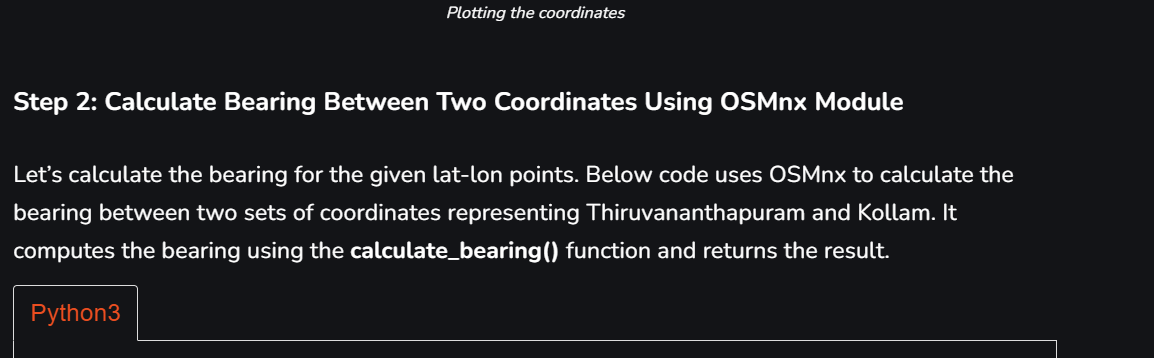 Plotting the coordinates
Step 2: Calculate Bearing Between Two Coordinates Using OSMnx Module
Let’s calculate the bearing for the given lat-lon points. Below code uses OSMnx to calculate the
bearing between two sets of coordinates representing Thiruvananthapuram and Kollam. It
computes the bearing using the calculate_bearing() function and returns the result.
Python3